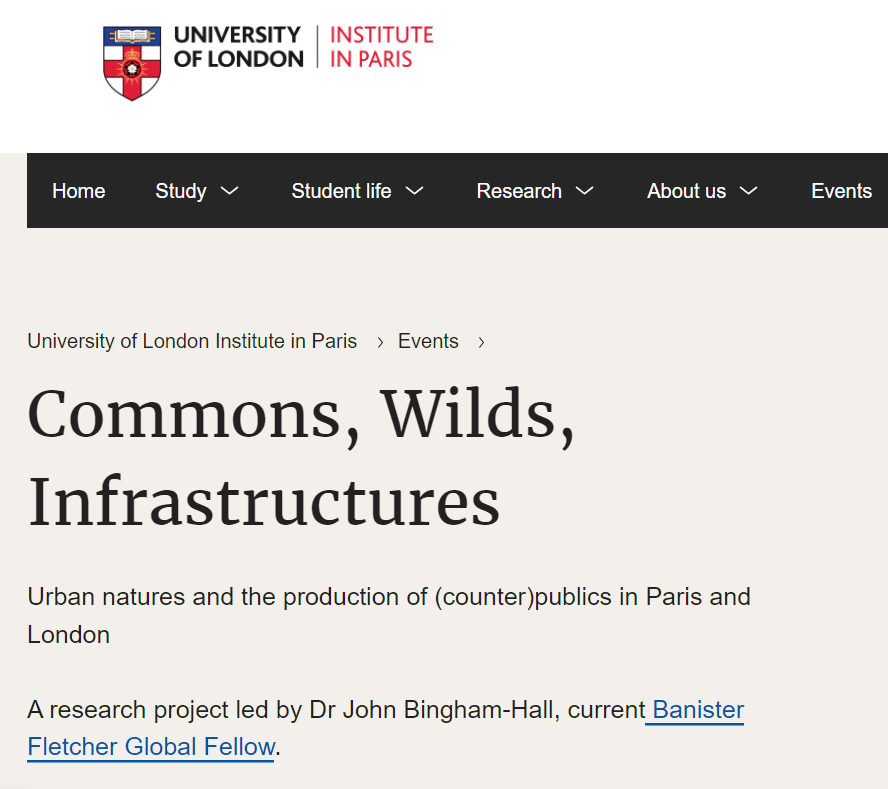 UNIVERSITY
OF LONDON
INSTITUTE
IN PARIS
Home Study Student life Research About us Events
University of London Institute in Paris > Events >
Commons, Wilds,
Infrastructures
Urban natures and the production of (counter)publics in Paris and
London
A research project led by Dr John Bingham-Hall, current Banister
Fletcher Global Fellow.